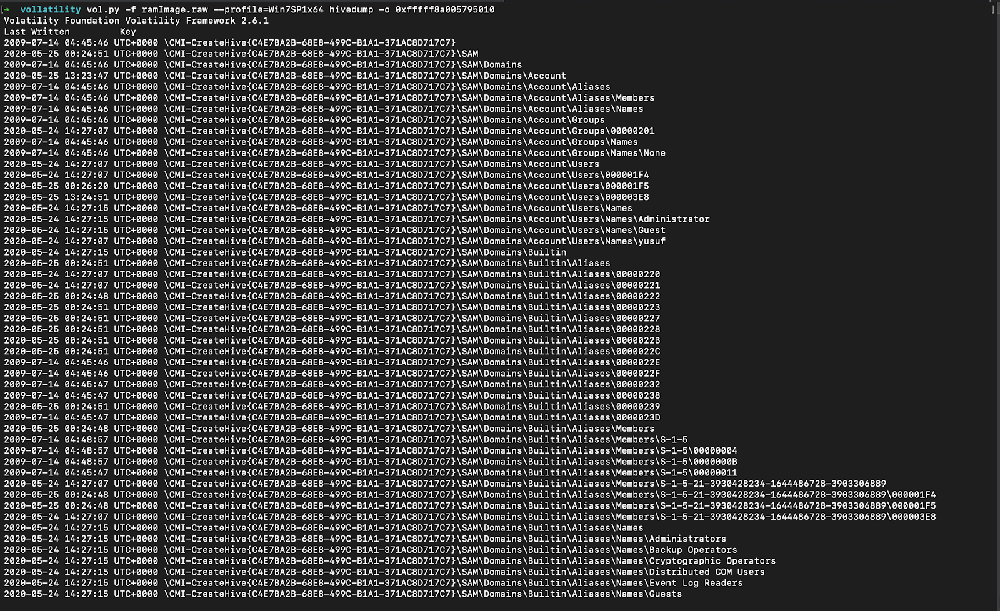 [➜  vollatility vol.py -f ramImage.raw --profile=Win7SP1x64 hivedump -o 0xfffff8a005795010 ]
Volatility Foundation Volatility Framework 2.6.1
Last Written         Key
2009-07-14 04:45:46 UTC+0000 \CMI-CreateHive{C4E7BA2B-68E8-499C-B1A1-371AC8D717C7}
2020-05-25 00:24:51 UTC+0000 \CMI-CreateHive{C4E7BA2B-68E8-499C-B1A1-371AC8D717C7}\SAM
2009-07-14 04:45:46 UTC+0000 \CMI-CreateHive{C4E7BA2B-68E8-499C-B1A1-371AC8D717C7}\SAM\Domains
2020-05-25 13:23:47 UTC+0000 \CMI-CreateHive{C4E7BA2B-68E8-499C-B1A1-371AC8D717C7}\SAM\Domains\Account
2009-07-14 04:45:46 UTC+0000 \CMI-CreateHive{C4E7BA2B-68E8-499C-B1A1-371AC8D717C7}\SAM\Domains\Account\Aliases
2009-07-14 04:45:46 UTC+0000 \CMI-CreateHive{C4E7BA2B-68E8-499C-B1A1-371AC8D717C7}\SAM\Domains\Account\Aliases\Members
2009-07-14 04:45:46 UTC+0000 \CMI-CreateHive{C4E7BA2B-68E8-499C-B1A1-371AC8D717C7}\SAM\Domains\Account\Aliases\Names
2009-07-14 04:45:46 UTC+0000 \CMI-CreateHive{C4E7BA2B-68E8-499C-B1A1-371AC8D717C7}\SAM\Domains\Account\Groups
2020-05-24 14:27:07 UTC+0000 \CMI-CreateHive{C4E7BA2B-68E8-499C-B1A1-371AC8D717C7}\SAM\Domains\Account\Groups\00000201
2009-07-14 04:45:46 UTC+0000 \CMI-CreateHive{C4E7BA2B-68E8-499C-B1A1-371AC8D717C7}\SAM\Domains\Account\Groups\Names
2009-07-14 04:45:46 UTC+0000 \CMI-CreateHive{C4E7BA2B-68E8-499C-B1A1-371AC8D717C7}\SAM\Domains\Account\Groups\Names\None
2020-05-24 14:27:07 UTC+0000 \CMI-CreateHive{C4E7BA2B-68E8-499C-B1A1-371AC8D717C7}\SAM\Domains\Account\Users
2020-05-24 14:27:07 UTC+0000 \CMI-CreateHive{C4E7BA2B-68E8-499C-B1A1-371AC8D717C7}\SAM\Domains\Account\Users\000001F4
2020-05-25 00:26:20 UTC+0000 \CMI-CreateHive{C4E7BA2B-68E8-499C-B1A1-371AC8D717C7}\SAM\Domains\Account\Users\000001F5
2020-05-25 13:24:51 UTC+0000 \CMI-CreateHive{C4E7BA2B-68E8-499C-B1A1-371AC8D717C7}\SAM\Domains\Account\Users\000003E8
2020-05-24 14:27:15 UTC+0000 \CMI-CreateHive{C4E7BA2B-68E8-499C-B1A1-371AC8D717C7}\SAM\Domains\Account\Users\Names
2020-05-24 14:27:15 UTC+0000 \CMI-CreateHive{C4E7BA2B-68E8-499C-B1A1-371AC8D717C7}\SAM\Domains\Account\Users\Names\Administrator
2020-05-24 14:27:15 UTC+0000 \CMI-CreateHive{C4E7BA2B-68E8-499C-B1A1-371AC8D717C7}\SAM\Domains\Account\Users\Names\Guest
2020-05-24 14:27:07 UTC+0000 \CMI-CreateHive{C4E7BA2B-68E8-499C-B1A1-371AC8D717C7}\SAM\Domains\Account\Users\Names\yusuf
2020-05-24 14:27:15 UTC+0000 \CMI-CreateHive{C4E7BA2B-68E8-499C-B1A1-371AC8D717C7}\SAM\Domains\Builtin
2020-05-25 00:24:51 UTC+0000 \CMI-CreateHive{C4E7BA2B-68E8-499C-B1A1-371AC8D717C7}\SAM\Domains\Builtin\Aliases
2020-05-24 14:27:07 UTC+0000 \CMI-CreateHive{C4E7BA2B-68E8-499C-B1A1-371AC8D717C7}\SAM\Domains\Builtin\Aliases\00000220
2020-05-24 14:27:07 UTC+0000 \CMI-CreateHive{C4E7BA2B-68E8-499C-B1A1-371AC8D717C7}\SAM\Domains\Builtin\Aliases\00000221
2020-05-25 00:24:48 UTC+0000 \CMI-CreateHive{C4E7BA2B-68E8-499C-B1A1-371AC8D717C7}\SAM\Domains\Builtin\Aliases\00000222
2020-05-25 00:24:51 UTC+0000 \CMI-CreateHive{C4E7BA2B-68E8-499C-B1A1-371AC8D717C7}\SAM\Domains\Builtin\Aliases\00000223
2020-05-25 00:24:51 UTC+0000 \CMI-CreateHive{C4E7BA2B-68E8-499C-B1A1-371AC8D717C7}\SAM\Domains\Builtin\Aliases\00000227
2020-05-25 00:24:51 UTC+0000 \CMI-CreateHive{C4E7BA2B-68E8-499C-B1A1-371AC8D717C7}\SAM\Domains\Builtin\Aliases\00000228
2020-05-25 00:24:51 UTC+0000 \CMI-CreateHive{C4E7BA2B-68E8-499C-B1A1-371AC8D717C7}\SAM\Domains\Builtin\Aliases\0000022B
2020-05-25 00:24:51 UTC+0000 \CMI-CreateHive{C4E7BA2B-68E8-499C-B1A1-371AC8D717C7}\SAM\Domains\Builtin\Aliases\0000022C
2009-07-14 04:45:46 UTC+0000 \CMI-CreateHive{C4E7BA2B-68E8-499C-B1A1-371AC8D717C7}\SAM\Domains\Builtin\Aliases\0000022E
2009-07-14 04:45:46 UTC+0000 \CMI-CreateHive{C4E7BA2B-68E8-499C-B1A1-371AC8D717C7}\SAM\Domains\Builtin\Aliases\0000022F
2009-07-14 04:45:47 UTC+0000 \CMI-CreateHive{C4E7BA2B-68E8-499C-B1A1-371AC8D717C7}\SAM\Domains\Builtin\Aliases\00000232
2009-07-14 04:45:47 UTC+0000 \CMI-CreateHive{C4E7BA2B-68E8-499C-B1A1-371AC8D717C7}\SAM\Domains\Builtin\Aliases\00000238
2020-05-25 00:24:51 UTC+0000 \CMI-CreateHive{C4E7BA2B-68E8-499C-B1A1-371AC8D717C7}\SAM\Domains\Builtin\Aliases\00000239
2009-07-14 04:45:47 UTC+0000 \CMI-CreateHive{C4E7BA2B-68E8-499C-B1A1-371AC8D717C7}\SAM\Domains\Builtin\Aliases\0000023D
2020-05-25 00:24:48 UTC+0000 \CMI-CreateHive{C4E7BA2B-68E8-499C-B1A1-371AC8D717C7}\SAM\Domains\Builtin\Aliases\Members
2009-07-14 04:48:57 UTC+0000 \CMI-CreateHive{C4E7BA2B-68E8-499C-B1A1-371AC8D717C7}\SAM\Domains\Builtin\Aliases\Members\S-1-5
2009-07-14 04:48:57 UTC+0000 \CMI-CreateHive{C4E7BA2B-68E8-499C-B1A1-371AC8D717C7}\SAM\Domains\Builtin\Aliases\Members\S-1-5\00000004
2009-07-14 04:48:57 UTC+0000 \CMI-CreateHive{C4E7BA2B-68E8-499C-B1A1-371AC8D717C7}\SAM\Domains\Builtin\Aliases\Members\S-1-5\0000000B
2009-07-14 04:45:47 UTC+0000 \CMI-CreateHive{C4E7BA2B-68E8-499C-B1A1-371AC8D717C7}\SAM\Domains\Builtin\Aliases\Members\S-1-5\00000011
2020-05-24 14:27:07 UTC+0000 \CMI-CreateHive{C4E7BA2B-68E8-499C-B1A1-371AC8D717C7}\SAM\Domains\Builtin\Aliases\Members\S-1-5-21-3930428234-1644486728-3903306889
2020-05-25 00:24:48 UTC+0000 \CMI-CreateHive{C4E7BA2B-68E8-499C-B1A1-371AC8D717C7}\SAM\Domains\Builtin\Aliases\Members\S-1-5-21-3930428234-1644486728-3903306889\000001F4
2020-05-25 00:24:48 UTC+0000 \CMI-CreateHive{C4E7BA2B-68E8-499C-B1A1-371AC8D717C7}\SAM\Domains\Builtin\Aliases\Members\S-1-5-21-3930428234-1644486728-3903306889\000001F5
2020-05-24 14:27:07 UTC+0000 \CMI-CreateHive{C4E7BA2B-68E8-499C-B1A1-371AC8D717C7}\SAM\Domains\Builtin\Aliases\Members\S-1-5-21-3930428234-1644486728-3903306889\000003E8
2020-05-24 14:27:15 UTC+0000 \CMI-CreateHive{C4E7BA2B-68E8-499C-B1A1-371AC8D717C7}\SAM\Domains\Builtin\Aliases\Names
2020-05-24 14:27:15 UTC+0000 \CMI-CreateHive{C4E7BA2B-68E8-499C-B1A1-371AC8D717C7}\SAM\Domains\Builtin\Aliases\Names\Administrators
2020-05-24 14:27:15 UTC+0000 \CMI-CreateHive{C4E7BA2B-68E8-499C-B1A1-371AC8D717C7}\SAM\Domains\Builtin\Aliases\Names\Backup Operators
2020-05-24 14:27:15 UTC+0000 \CMI-CreateHive{C4E7BA2B-68E8-499C-B1A1-371AC8D717C7}\SAM\Domains\Builtin\Aliases\Names\Cryptographic Operators
2020-05-24 14:27:15 UTC+0000 \CMI-CreateHive{C4E7BA2B-68E8-499C-B1A1-371AC8D717C7}\SAM\Domains\Builtin\Aliases\Names\Distributed COM Users
2020-05-24 14:27:15 UTC+0000 \CMI-CreateHive{C4E7BA2B-68E8-499C-B1A1-371AC8D717C7}\SAM\Domains\Builtin\Aliases\Names\Event Log Readers
2020-05-24 14:27:15 UTC+0000 \CMI-CreateHive{C4E7BA2B-68E8-499C-B1A1-371AC8D717C7}\SAM\Domains\Builtin\Aliases\Names\Guests